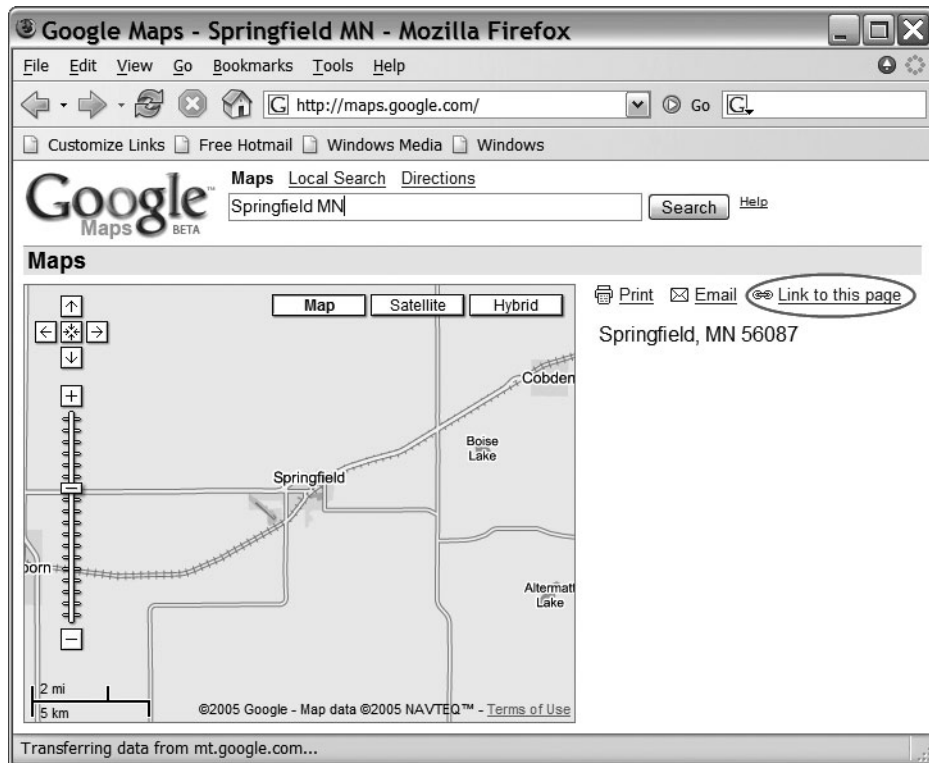 Google Maps - Springfield MN - Mozilla Firefox
File Edit View Go Bookmarks Tools Help
G http://maps.google.com/ Go G
Customize Links Free Hotmail Windows Media Windows
Google™ Maps BETA
Maps Local Search Directions
Springfield MN Search Help
Maps
Map Satellite Hybrid
Print Email Link to this page
Springfield, MN 56087
Cobden
Boise
Lake
Springfield
orn
Altermatt
Lake
2 mi
5 km
©2005 Google - Map data ©2005 NAVTEQ™ - Terms of Use
Transferring data from mt.google.com...